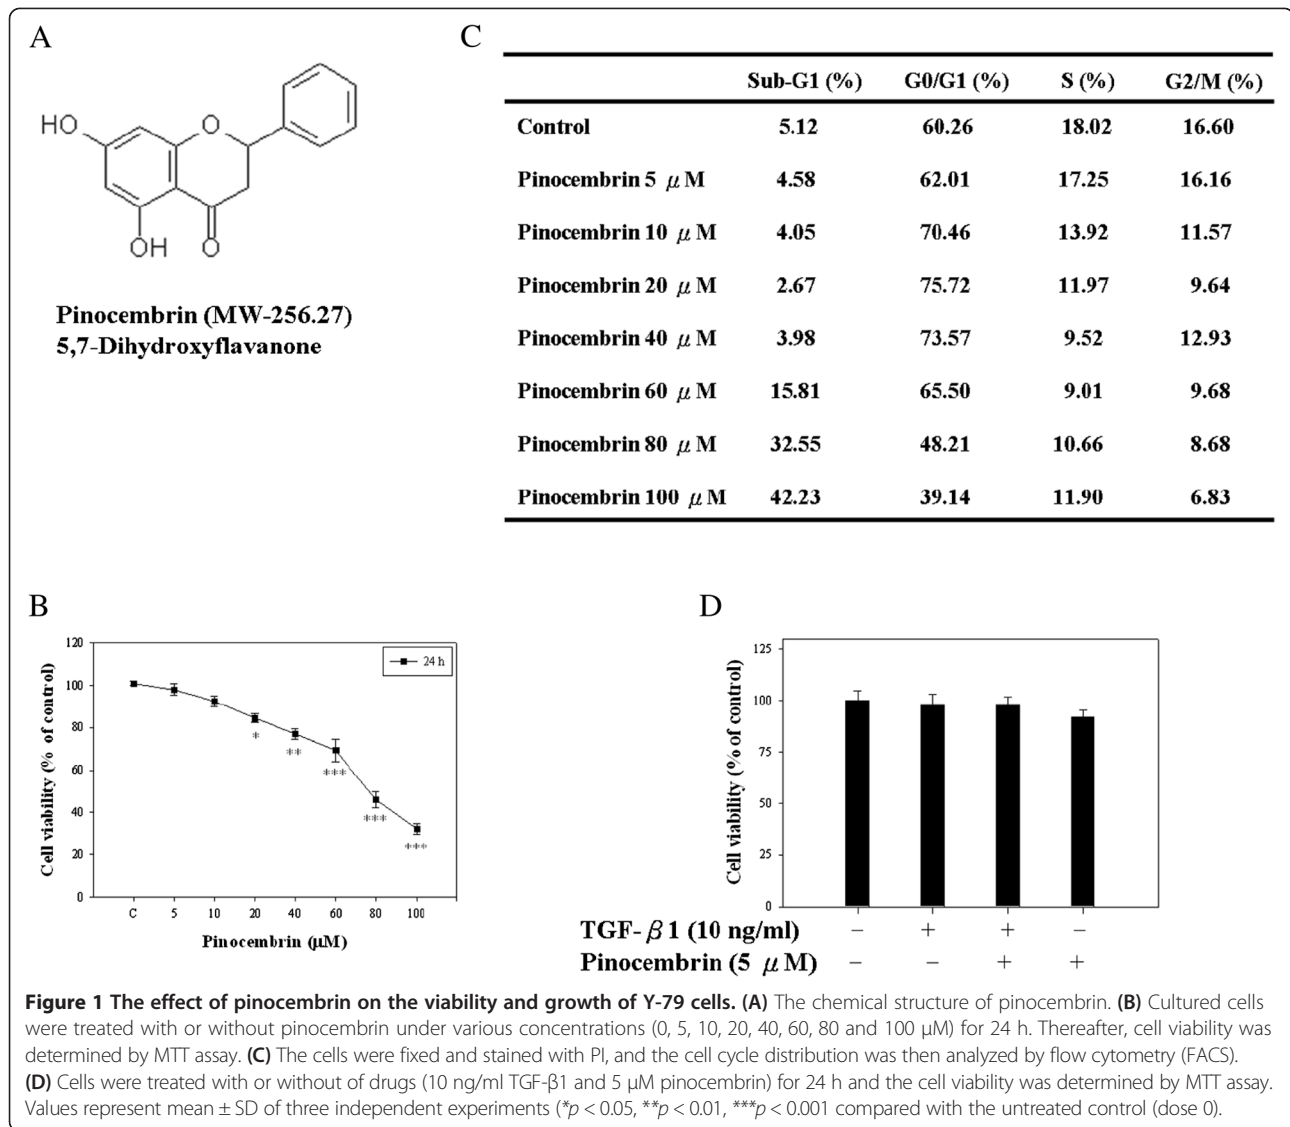 A
HO
O
OH
O
Pinocembrin (MW-256.27)
5,7-Dihydroxyflavanone
C
Sub-G1 (%) G0/G1 (%) S (%) G2/M (%)
Control 5.12 60.26 18.02 16.60
Pinocembrin 5 μM 4.58 62.01 17.25 16.16
Pinocembrin 10 μM 4.05 70.46 13.92 11.57
Pinocembrin 20 μM 2.67 75.72 11.97 9.64
Pinocembrin 40 μM 3.98 73.57 9.52 12.93
Pinocembrin 60 μM 15.81 65.50 9.01 9.68
Pinocembrin 80 μM 32.55 48.21 10.66 8.68
Pinocembrin 100 μM 42.23 39.14 11.90 6.83
B
Cell viability (% of control)
120
100
80
60
40
20
0
24 h
*
**
***
***
***
C 5 10 20 40 60 80 100
Pinocembrin (μM)
D
Cell viability (% of control)
125
100
75
50
25
0
TGF-β1 (10 ng/ml) − + + −
Pinocembrin (5 μM) − − + +
Figure 1 The effect of pinocembrin on the viability and growth of Y-79 cells. (A) The chemical structure of pinocembrin. (B) Cultured cells
were treated with or without pinocembrin under various concentrations (0, 5, 10, 20, 40, 60, 80 and 100 μM) for 24 h. Thereafter, cell viability was
determined by MTT assay. (C) The cells were fixed and stained with PI, and the cell cycle distribution was then analyzed by flow cytometry (FACS).
(D) Cells were treated with or without of drugs (10 ng/ml TGF-β1 and 5 μM pinocembrin) for 24 h and the cell viability was determined by MTT assay.
Values represent mean ± SD of three independent experiments (*p < 0.05, **p < 0.01, ***p < 0.001 compared with the untreated control (dose 0).